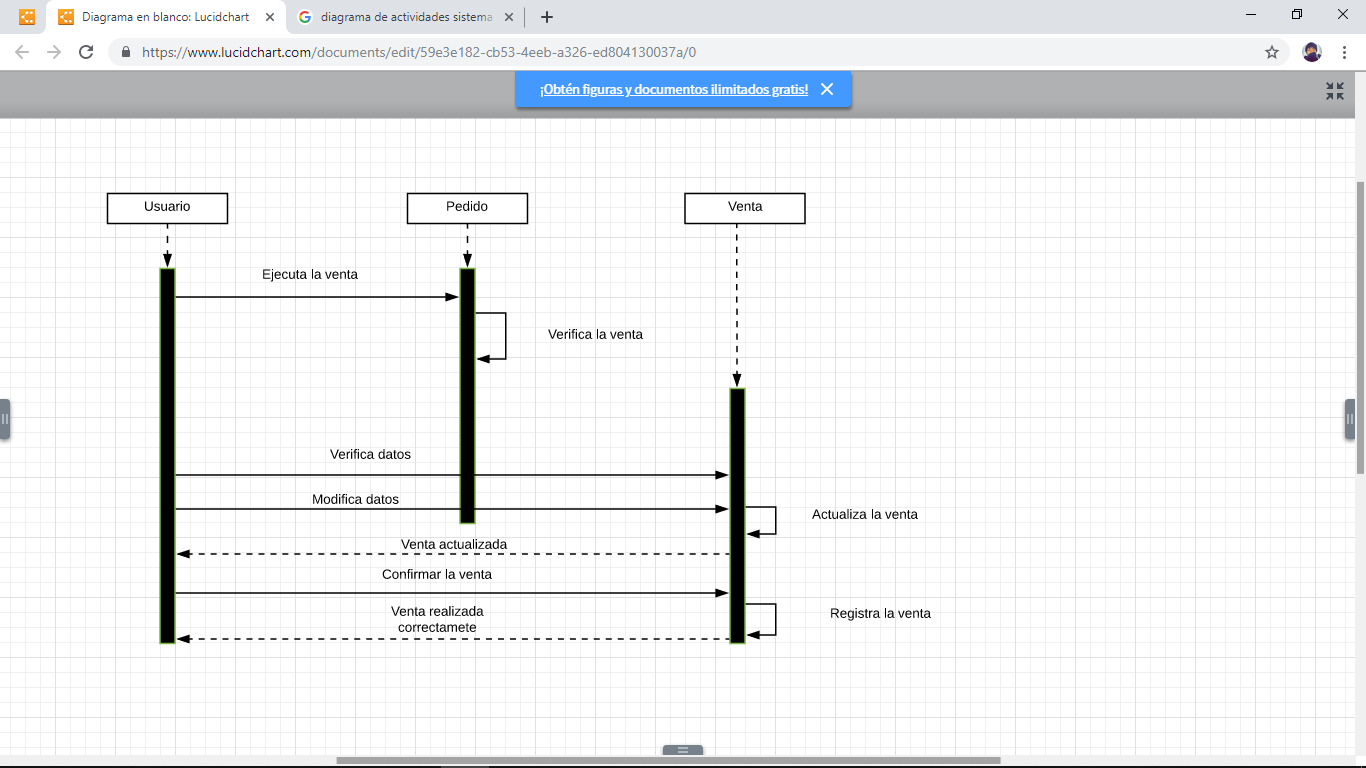 Diagrama en blanco: Lucidchart
diagrama de actividades sistema
https://www.lucidchart.com/documents/edit/59e3e182-cb53-4eeb-a326-ed804130037a/0
¡Obtén figuras y documentos ilimitados gratis!
Usuario
Pedido
Venta
Ejecuta la venta
Verifica la venta
Verifica datos
Modifica datos
Actualiza la venta
Venta actualizada
Confirmar la venta
Venta realizada
correctamete
Registra la venta